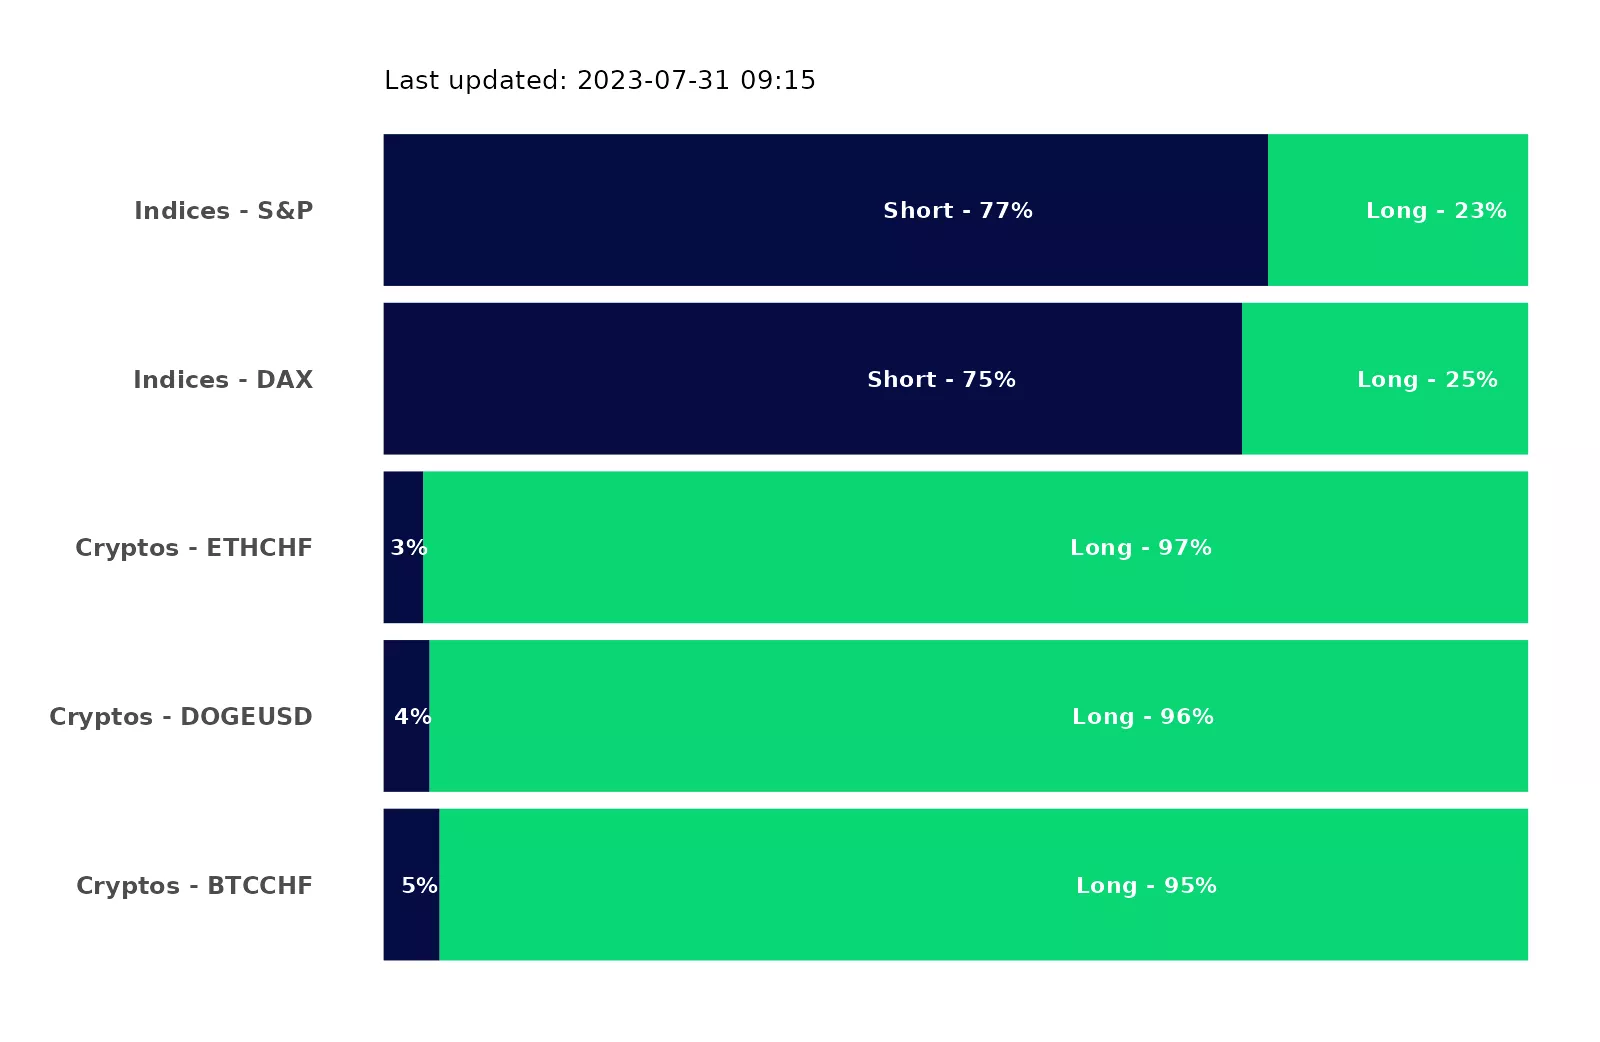 Last updated: 2023-07-31 09:15
Indices - S&P Short - 77% Long - 23%
Indices - DAX Short - 75% Long - 25%
Cryptos - ETHCHF 3% Long - 97%
Cryptos - DOGEUSD 4% Long - 96%
Cryptos - BTCCHF 5% Long - 95%